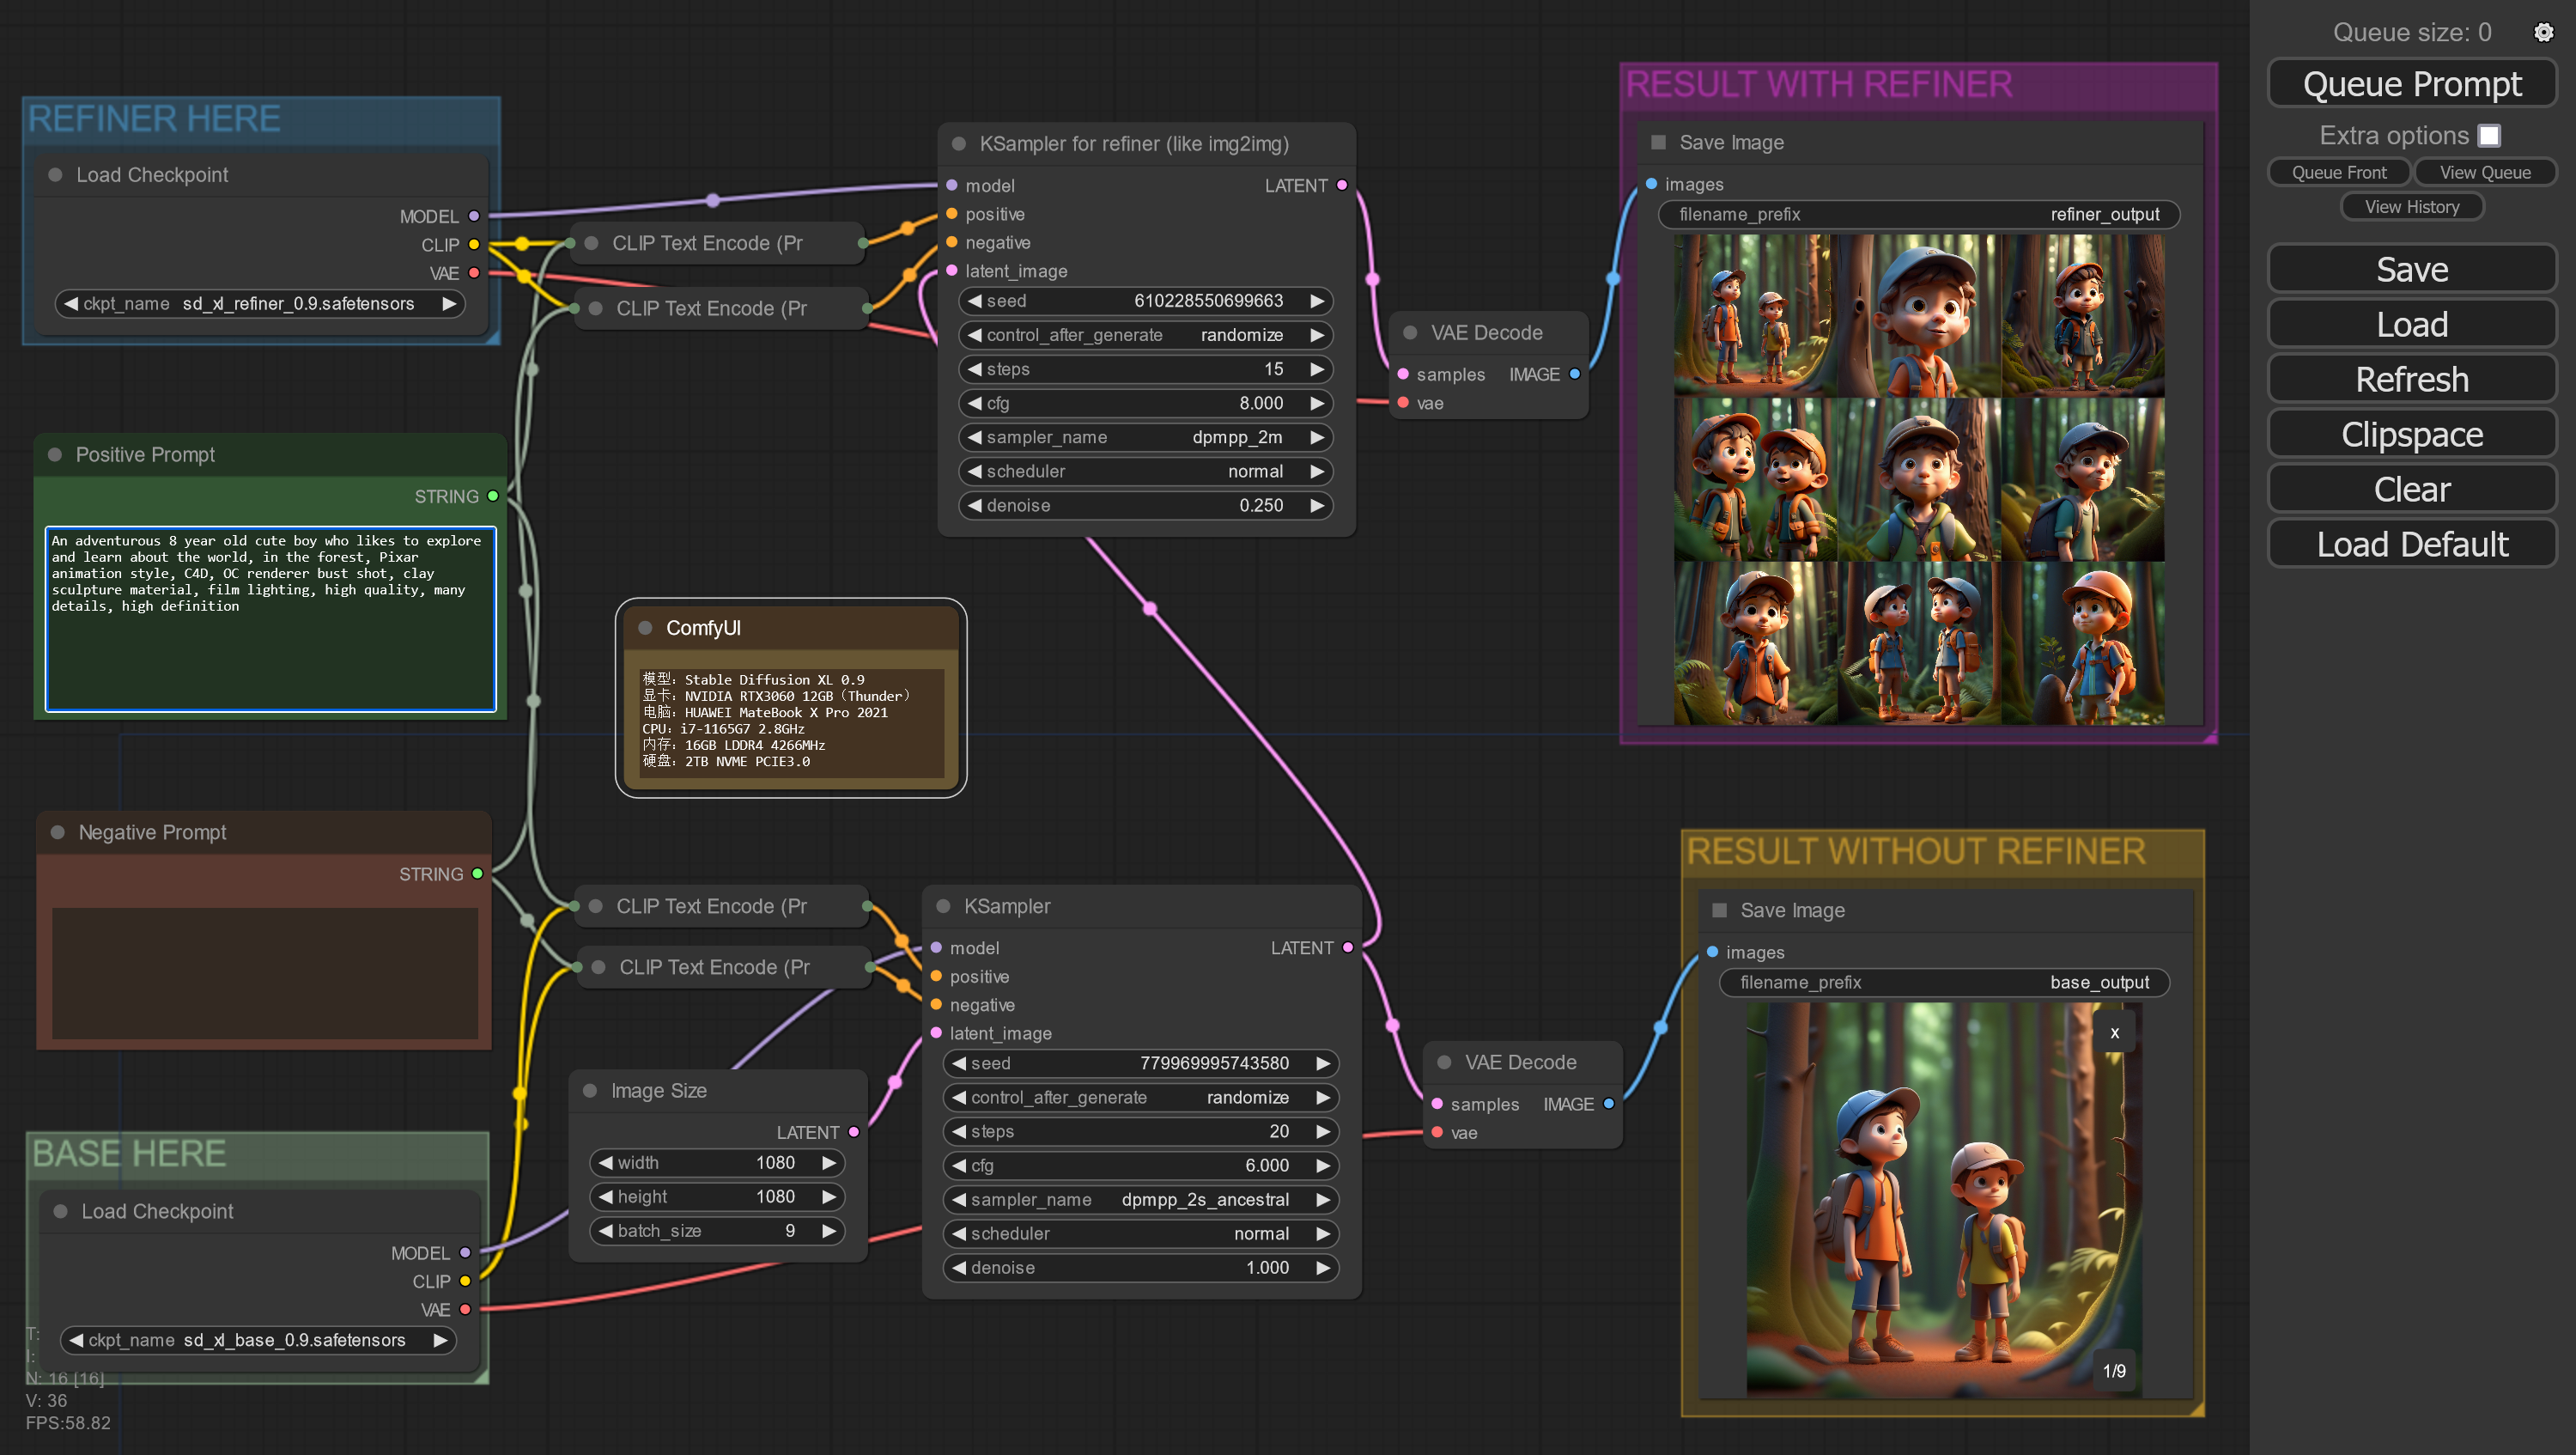 REFINER HERE
Load Checkpoint
MODEL
CLIP
VAE
ckpt_name sd_xl_refiner_0.9.safetensors
Positive Prompt
STRING
An adventurous 8 year old cute boy who likes to explore
and learn about the world, in the forest, Pixar
animation style, C4D, OC renderer bust shot, clay
sculpture material, film lighting, high quality, many
details, high definition
Negative Prompt
STRING
BASE HERE
Load Checkpoint
MODEL
CLIP
VAE
ckpt_name sd_xl_base_0.9.safetensors
T:
I:
N: 16 [16]
V: 36
FPS:58.82
CLIP Text Encode (Pr
CLIP Text Encode (Pr
ComfyUI
模型：Stable Diffusion XL 0.9
显卡：NVIDIA RTX3060 12GB（Thunder）
电脑：HUAWEI MateBook X Pro 2021
CPU：i7-1165G7 2.8GHz
内存：16GB LDDR4 4266MHz
硬盘：2TB NVME PCIE3.0
CLIP Text Encode (Pr
CLIP Text Encode (Pr
Image Size
LATENT
width 1080
height 1080
batch_size 9
KSampler for refiner (like img2img)
model LATENT
positive
negative
latent_image
seed 610228550699663
control_after_generate randomize
steps 15
cfg 8.000
sampler_name dpmpp_2m
scheduler normal
denoise 0.250
KSampler
model LATENT
positive
negative
latent_image
seed 779969995743580
control_after_generate randomize
steps 20
cfg 6.000
sampler_name dpmpp_2s_ancestral
scheduler normal
denoise 1.000
VAE Decode
samples IMAGE
vae
VAE Decode
samples IMAGE
vae
RESULT WITH REFINER
Save Image
images
filename_prefix refiner_output
RESULT WITHOUT REFINER
Save Image
images
filename_prefix base_output
x
1/9
Queue size: 0
Queue Prompt
Extra options
Queue Front View Queue
View History
Save
Load
Refresh
Clipspace
Clear
Load Default